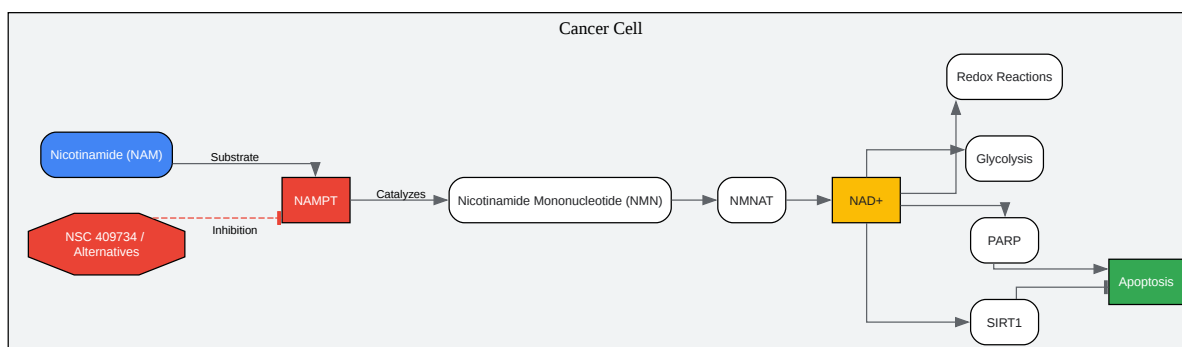 Cancer Cell
Redox Reactions
Nicotinamide (NAM)
Substrate
Glycolysis
NAMPT
Catalyzes
Nicotinamide Mononucleotide (NMN)
NMNAT
NAD+
NSC 409734 /
Alternatives
Inhibition
PARP
Apoptosis
SIRT1